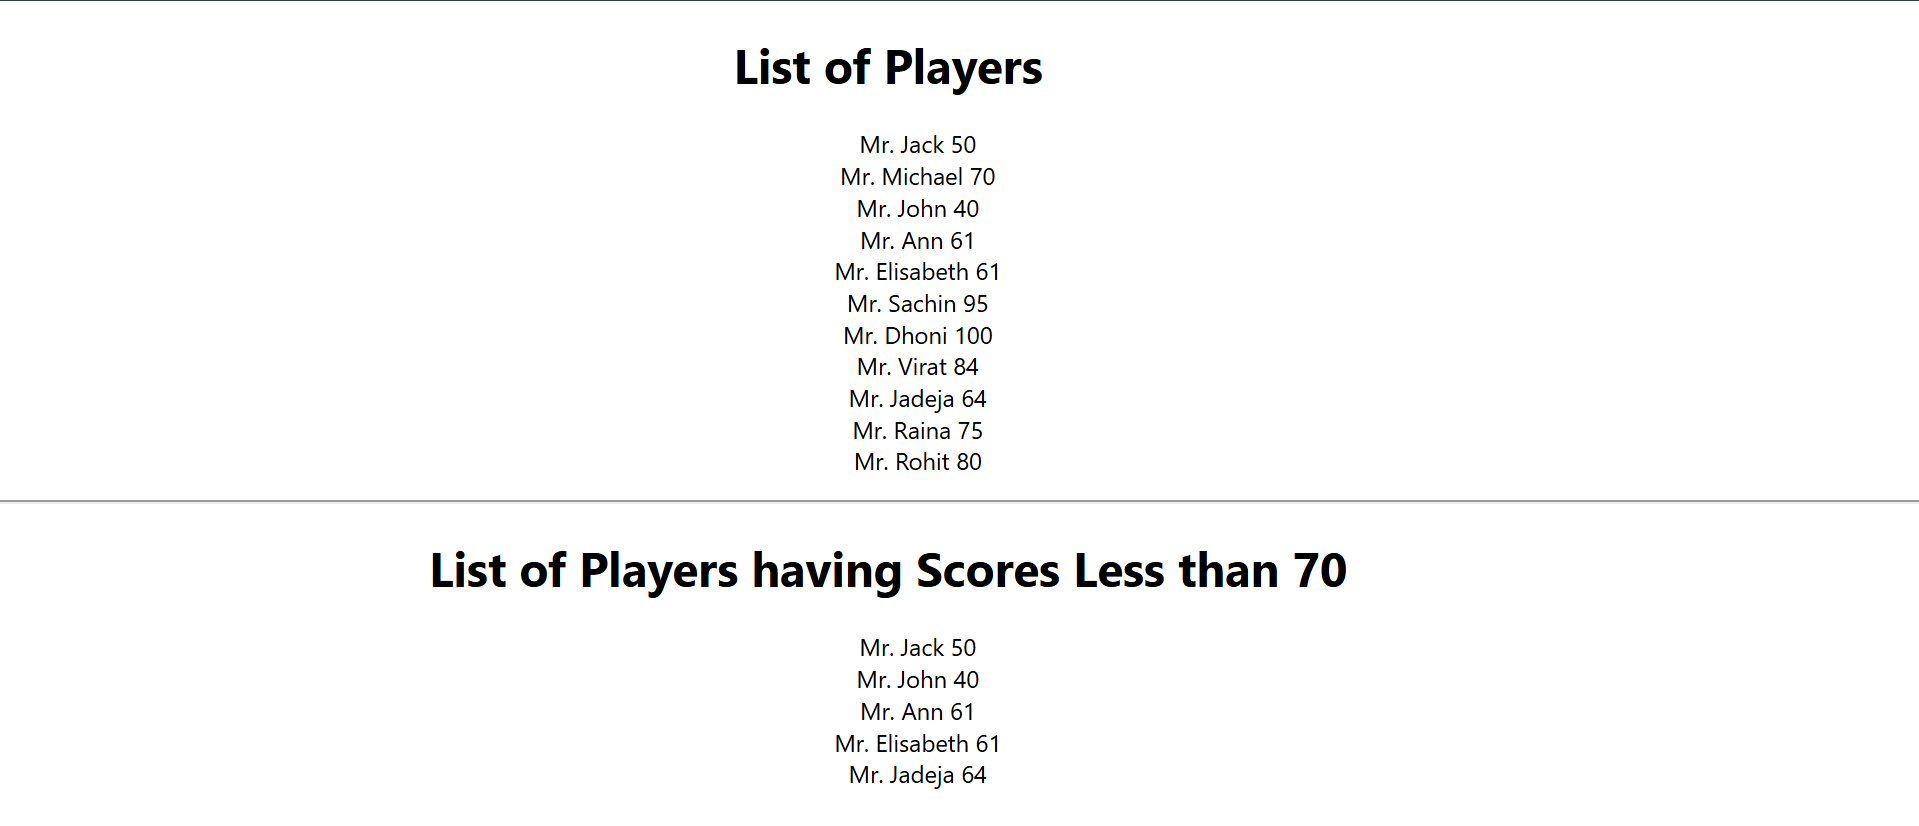 List of Players
Mr. Jack 50
Mr. Michael 70
Mr. John 40
Mr. Ann 61
Mr. Elisabeth 61
Mr. Sachin 95
Mr. Dhoni 100
Mr. Virat 84
Mr. Jadeja 64
Mr. Raina 75
Mr. Rohit 80
List of Players having Scores Less than 70
Mr. Jack 50
Mr. John 40
Mr. Ann 61
Mr. Elisabeth 61
Mr. Jadeja 64